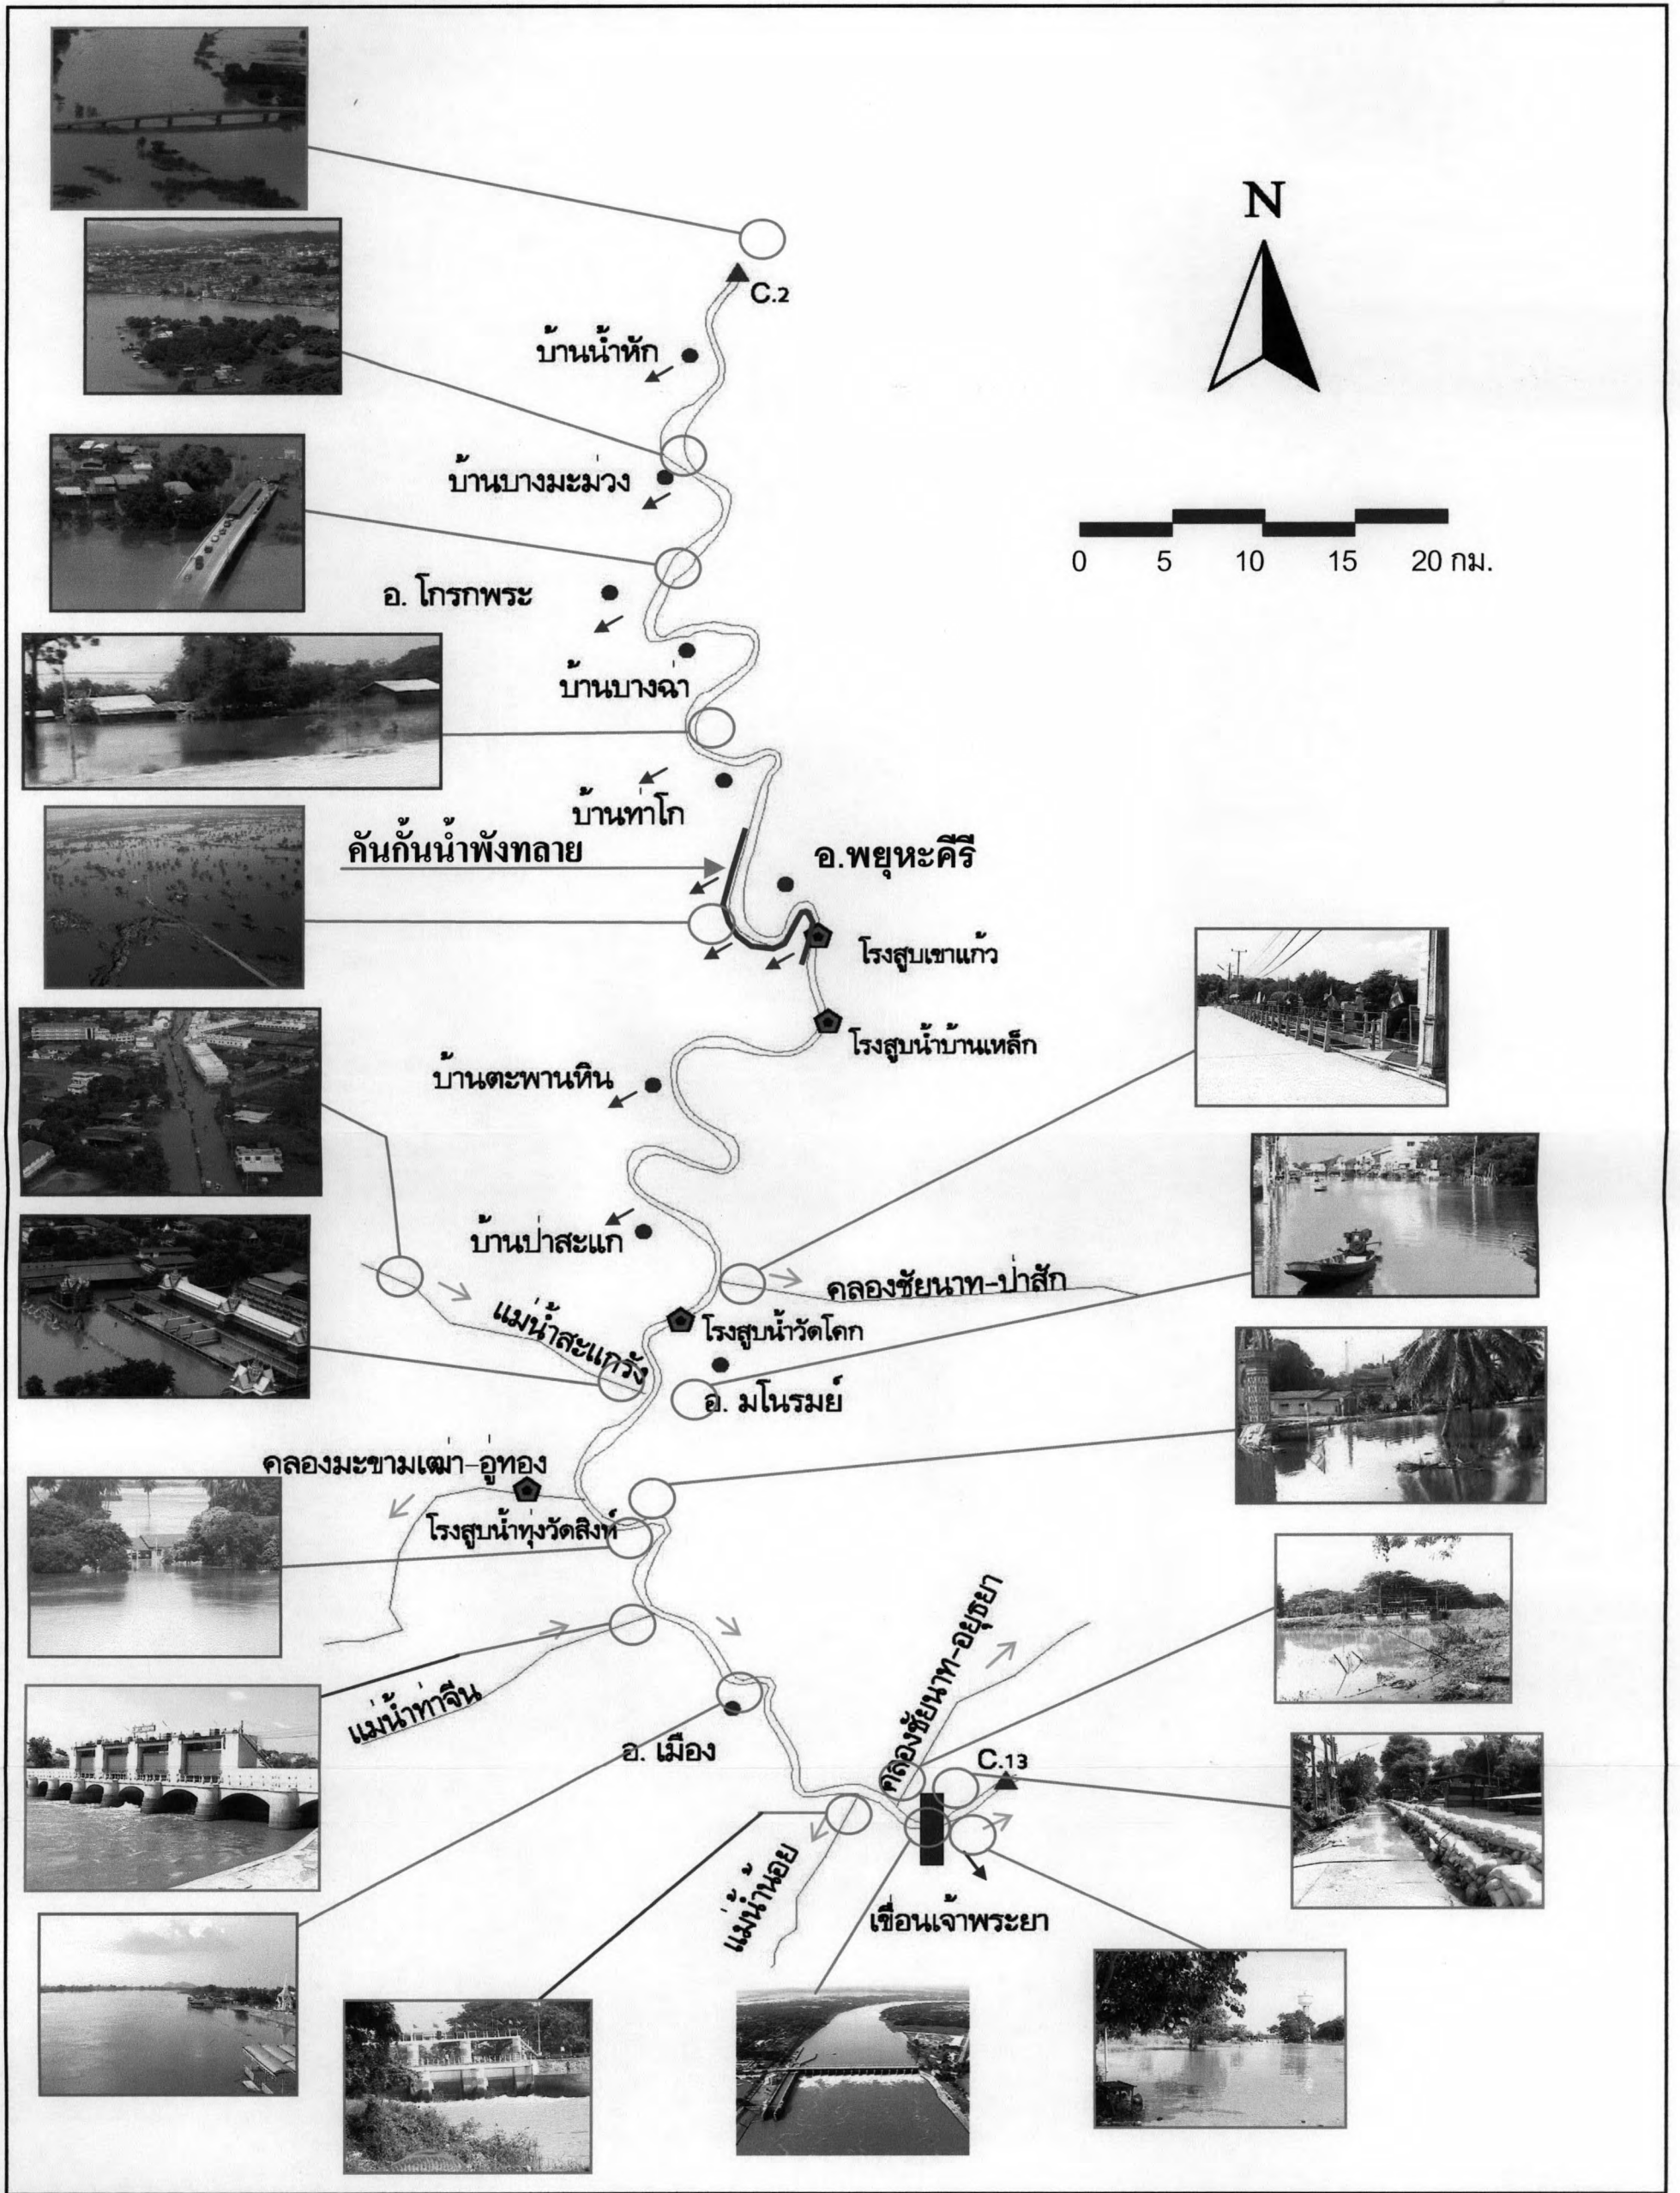 N
C.2
บ้านน้ำหัก
บ้านบางมะม่วง
0 5 10 15 20 กม.
อ. โกรกพระ
บ้านบางฉ่า
บ้านท่าโก
คันกั้นน้ำพังทลาย
อ.พยุหะคีรี
โรงสูบเขาแก้ว
โรงสูบน้ำบ้านเหล็ก
บ้านตะพานหิน
บ้านป่าสะแก
คลองชัยนาท-ป่าสัก
แม่น้ำสะแกรัง
โรงสูบน้ำวัดโคก
อ. มโนรมย์
คลองมะขามเฒ่า-อู่ทอง
โรงสูบน้ำทุ่งวัดสิงห์
แม่น้ำท่าจีน
อ. เมือง
คลองชัยนาท-อยุธยา
C.13
แม่น้ำน้อย
เขื่อนเจ้าพระยา